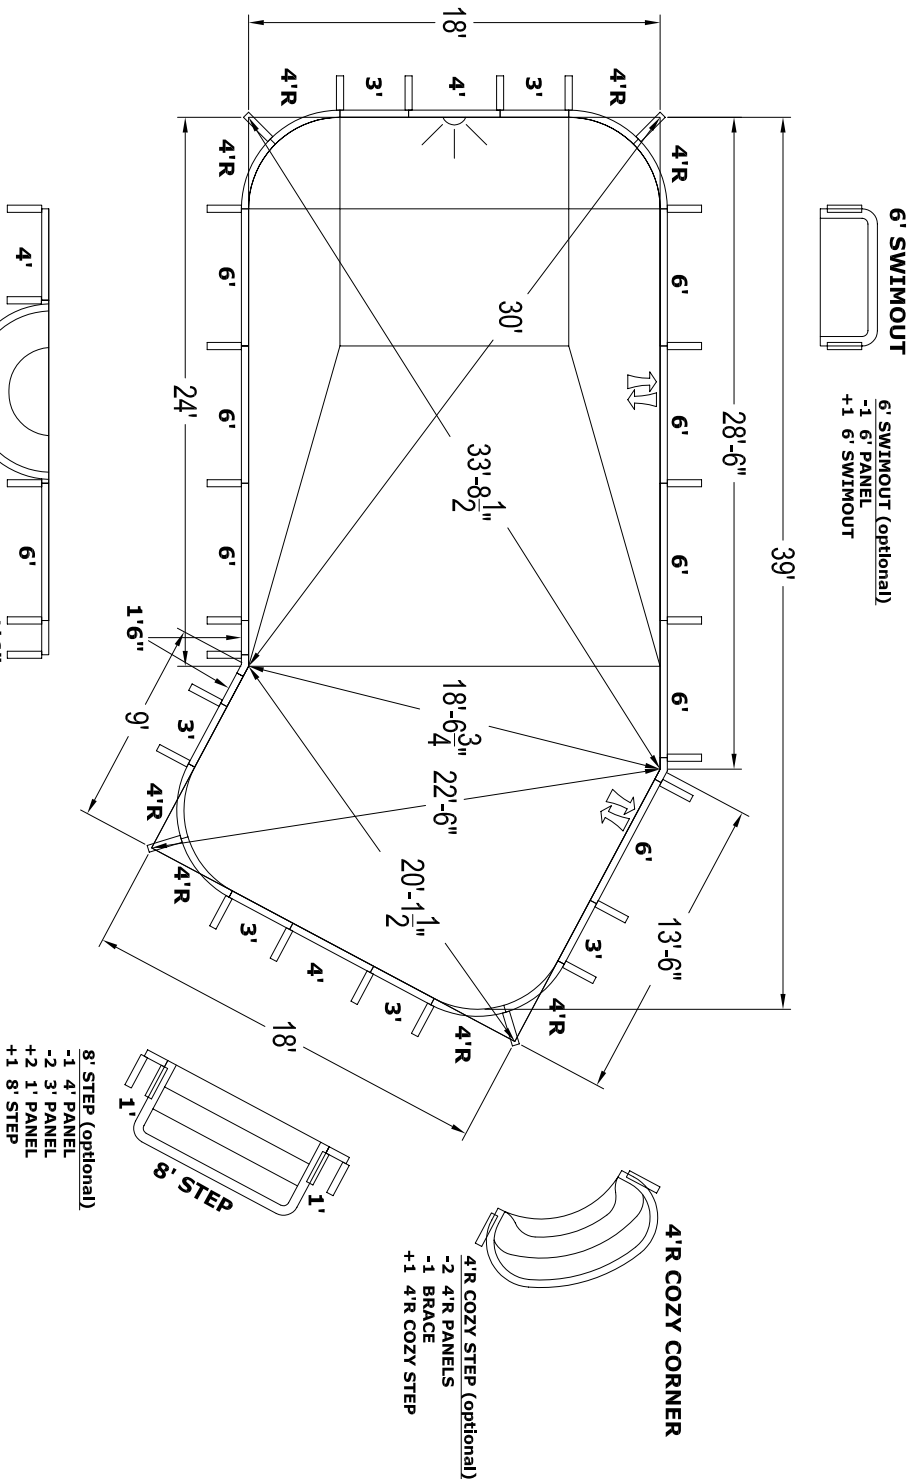 6' SWIMOUT
6' SWIMOUT (optional)
-1 6' PANEL
+1 6' SWIMOUT
39'
28'-6"
18'
4'R
3'
4'
3'
4'R
4'R
6'
6'
6'
6'
4'R
6'
6'
6'
24'
30'
33'-8 1/2"
18'-6 3/4"
22'-6"
20'-1 1/2"
1'6"
9'
3'
4'R
4'R
3'
4'
3'
4'R
4'R
3'
6'
13'-6"
18'
4'
6'
1'
1'
8' STEP
8' STEP (optional)
-1 4' PANEL
-2 3' PANEL
+2 1' PANEL
+1 8' STEP
4'R COZY CORNER
4'R COZY STEP (optional)
-2 4'R PANELS
-1 BRACE
+1 4'R COZY STEP